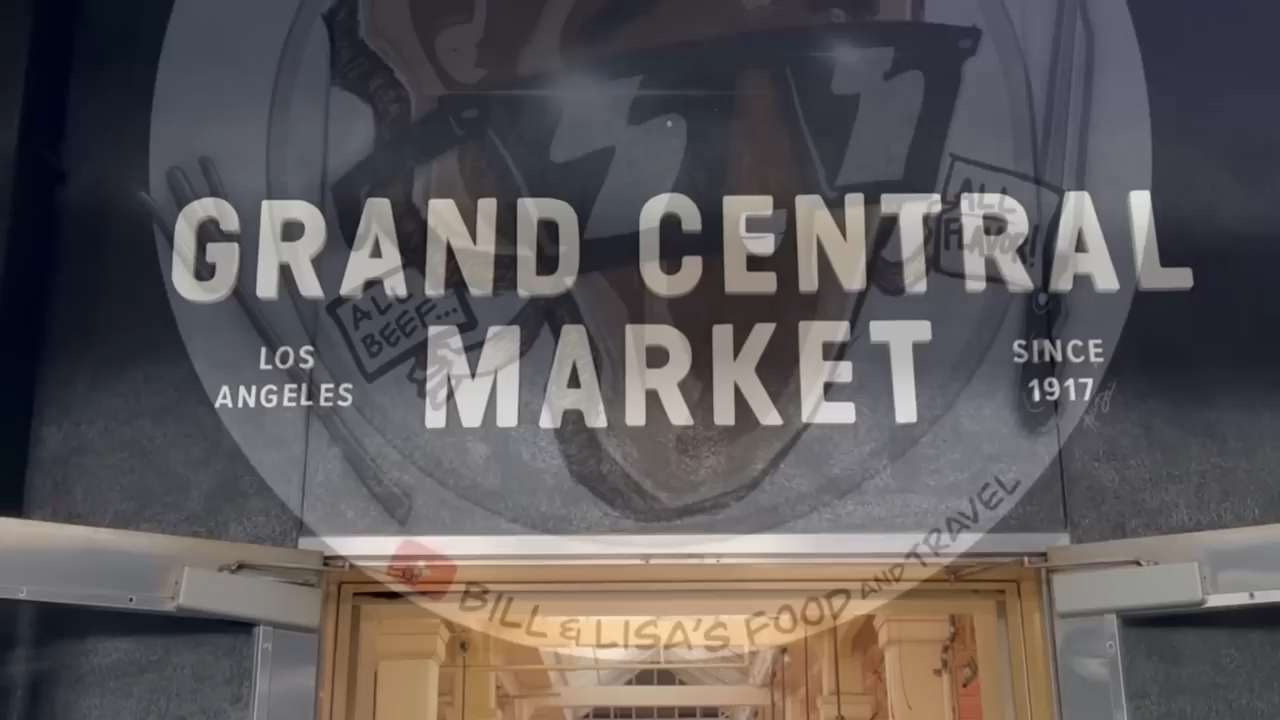 GRAND CENTRAL
MARKET
LOS
ANGELES
SINCE
1917
ALL
FLAVOR!
ALL
BEEF...
BILL & LISA'S FOOD AND TRAVEL